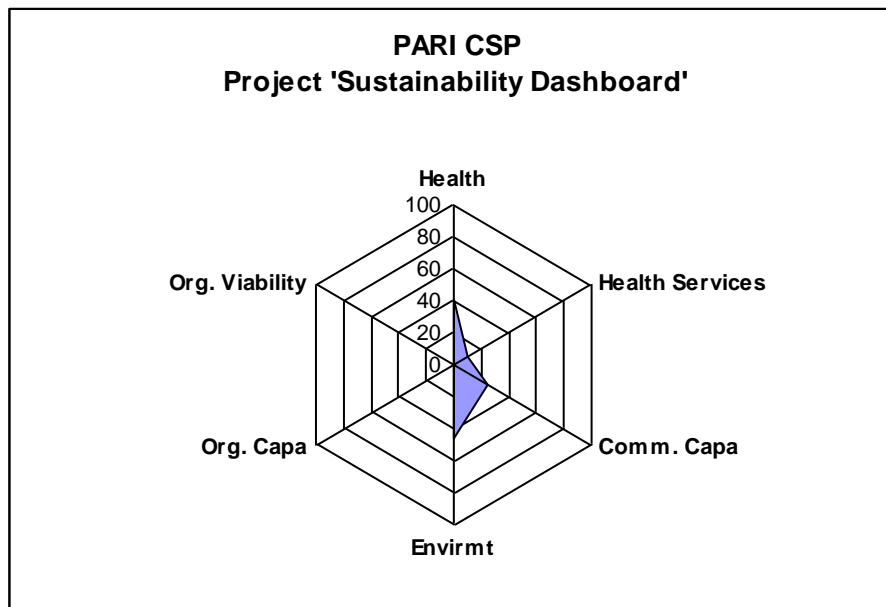 PARI CSP
Project 'Sustainability Dashboard'
Health
100
80
60
40
20
0
Org. Viability
Health Services
Org. Capa
Comm. Capa
Envirmt